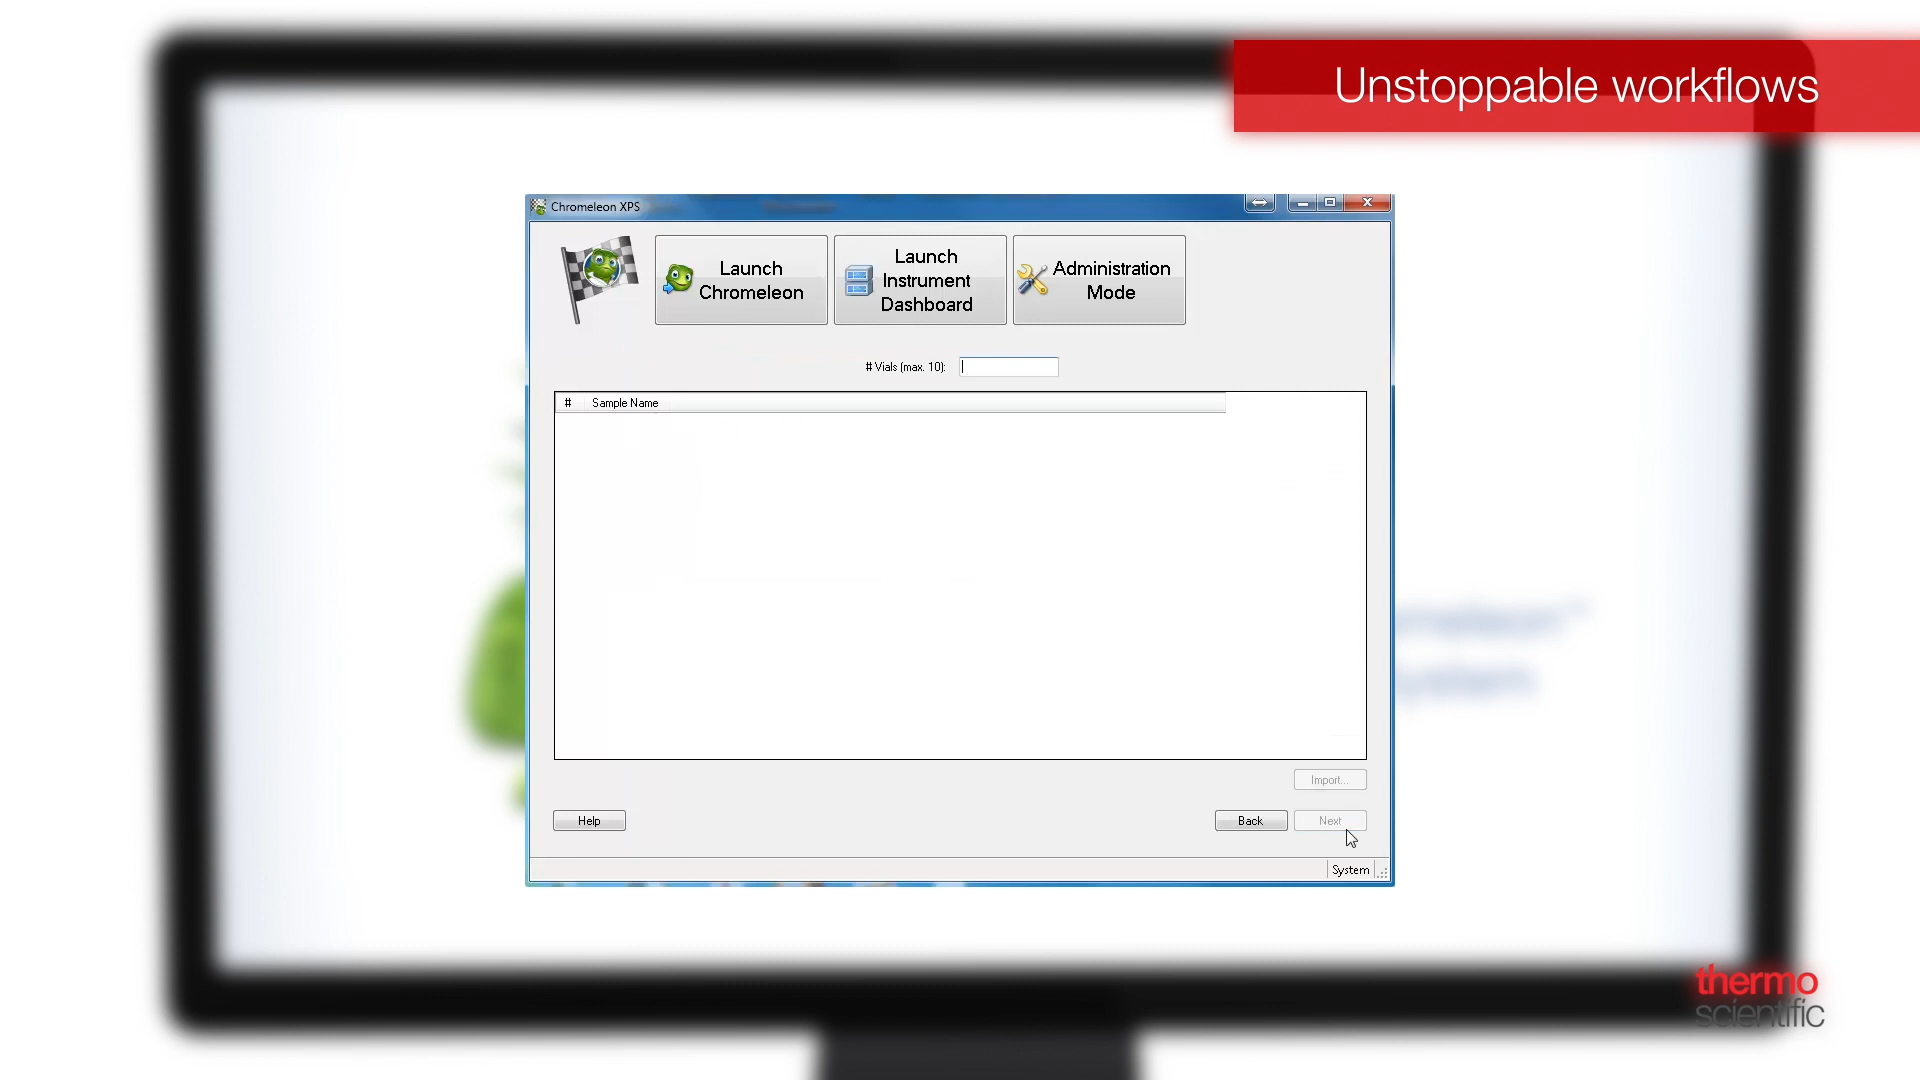 Unstoppable workflows
Chromeleon XPS
Launch
Chromeleon
Launch
Instrument
Dashboard
Administration
Mode
# Vials (max. 10):
# Sample Name
Import...
Help
Back
Next
System
thermo
scientific